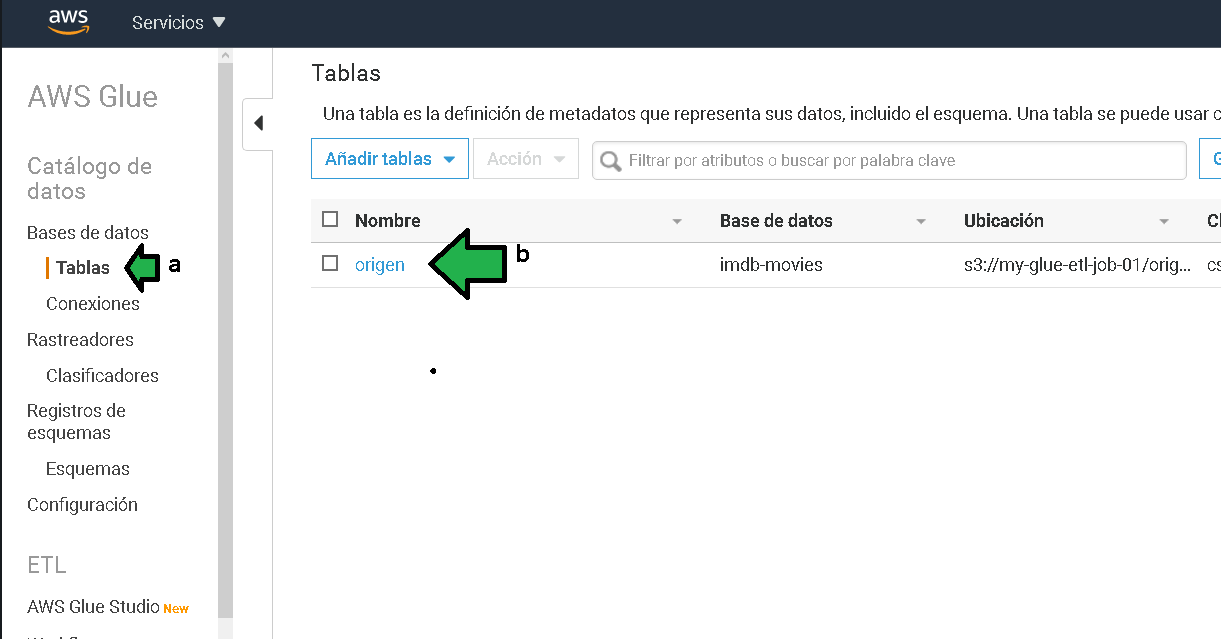 aws
Servicios
AWS Glue
Catálogo de
datos
Bases de datos
Tablas
a
Conexiones
Rastreadores
Clasificadores
Registros de
esquemas
Esquemas
Configuración
ETL
AWS Glue Studio New
Tablas
Una tabla es la definición de metadatos que representa sus datos, incluido el esquema. Una tabla se puede usar c
Añadir tablas
Acción
Filtrar por atributos o buscar por palabra clave
Nombre
Base de datos
Ubicación
origen
b
imdb-movies
s3://my-glue-etl-job-01/orig...
cs